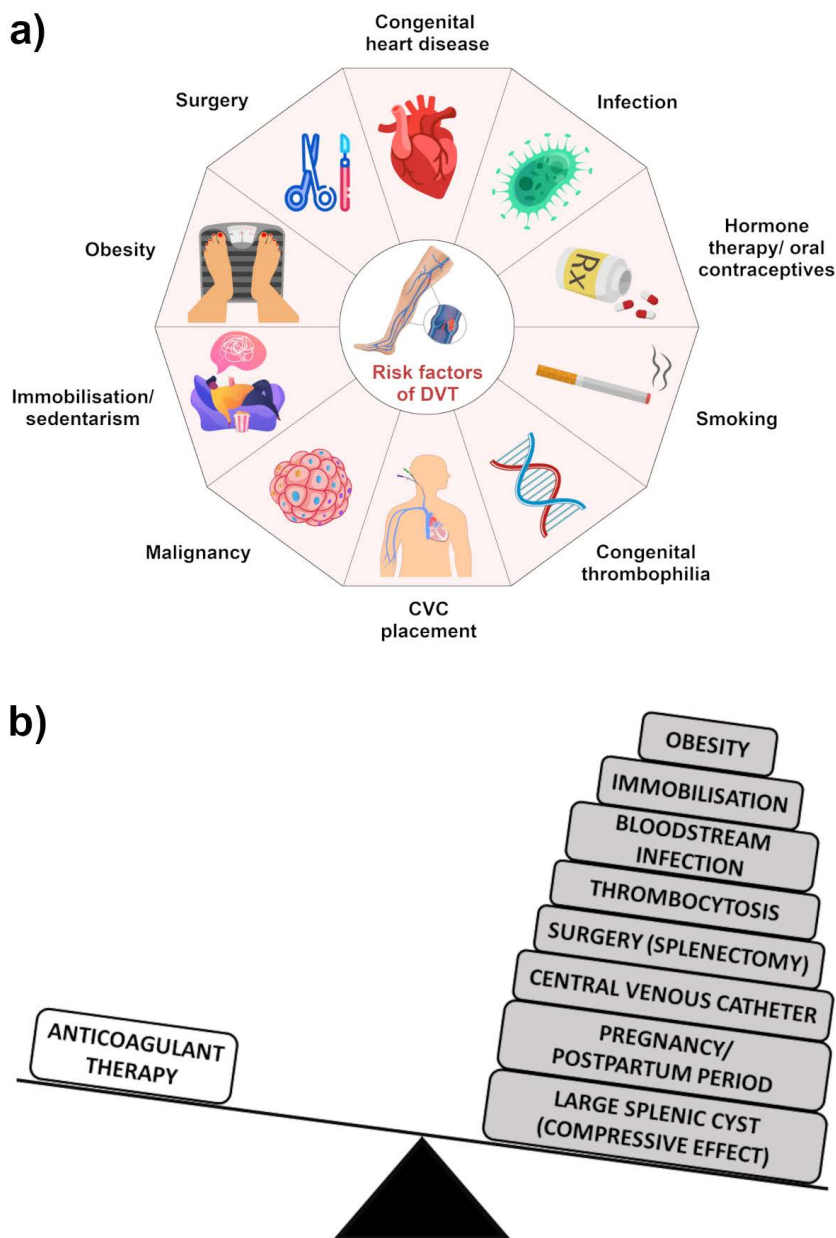 a)
Congenital
heart disease
Surgery
Infection
Obesity
Hormone
therapy/ oral
contraceptives
Rx
Risk factors
of DVT
Immobilisation/
sedentarism
Smoking
Malignancy
Congenital
thrombophilia
CVC
placement
b)
OBESITY
IMMOBILISATION
BLOODSTREAM
INFECTION
THROMBOCYTOSIS
SURGERY (SPLENECTOMY)
CENTRAL VENOUS CATHETER
PREGNANCY/
POSTPARTUM PERIOD
LARGE SPLENIC CYST
(COMPRESSIVE EFFECT)
ANTICOAGULANT
THERAPY